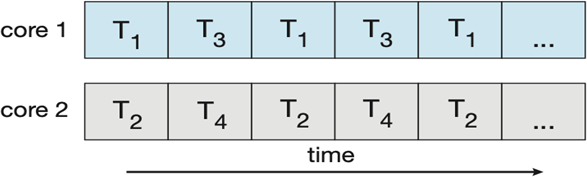 core 1 T1 T3 T1 T3 T1 ...
core 2 T2 T4 T2 T4 T2 ...
time